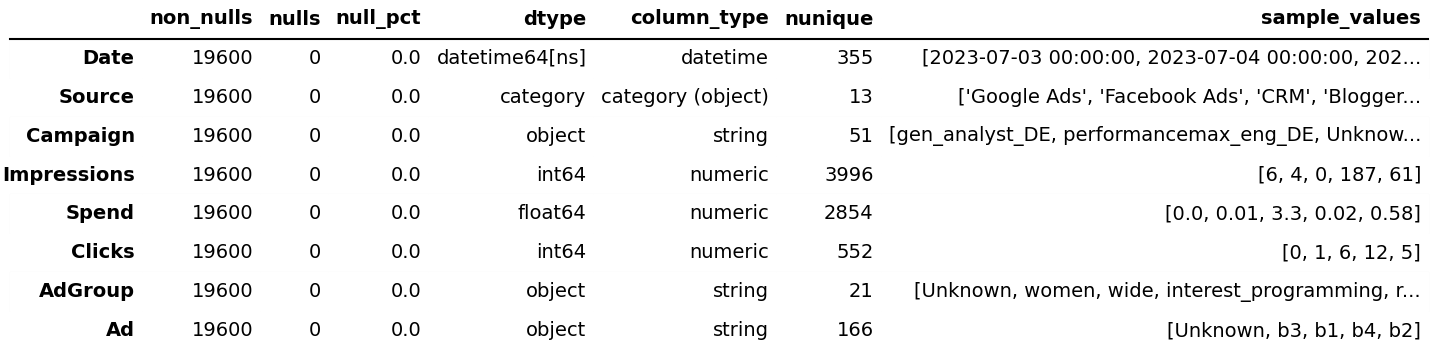 non_nulls nulls null_pct dtype column_type nunique sample_values
Date 19600 0 0.0 datetime64[ns] datetime 355 [2023-07-03 00:00:00, 2023-07-04 00:00:00, 202...
Source 19600 0 0.0 category category (object) 13 ['Google Ads', 'Facebook Ads', 'CRM', 'Blogger...
Campaign 19600 0 0.0 object string 51 [gen_analyst_DE, performancemax_eng_DE, Unknow...
Impressions 19600 0 0.0 int64 numeric 3996 [6, 4, 0, 187, 61]
Spend 19600 0 0.0 float64 numeric 2854 [0.0, 0.01, 3.3, 0.02, 0.58]
Clicks 19600 0 0.0 int64 numeric 552 [0, 1, 6, 12, 5]
AdGroup 19600 0 0.0 object string 21 [Unknown, women, wide, interest_programming, r...
Ad 19600 0 0.0 object string 166 [Unknown, b3, b1, b4, b2]